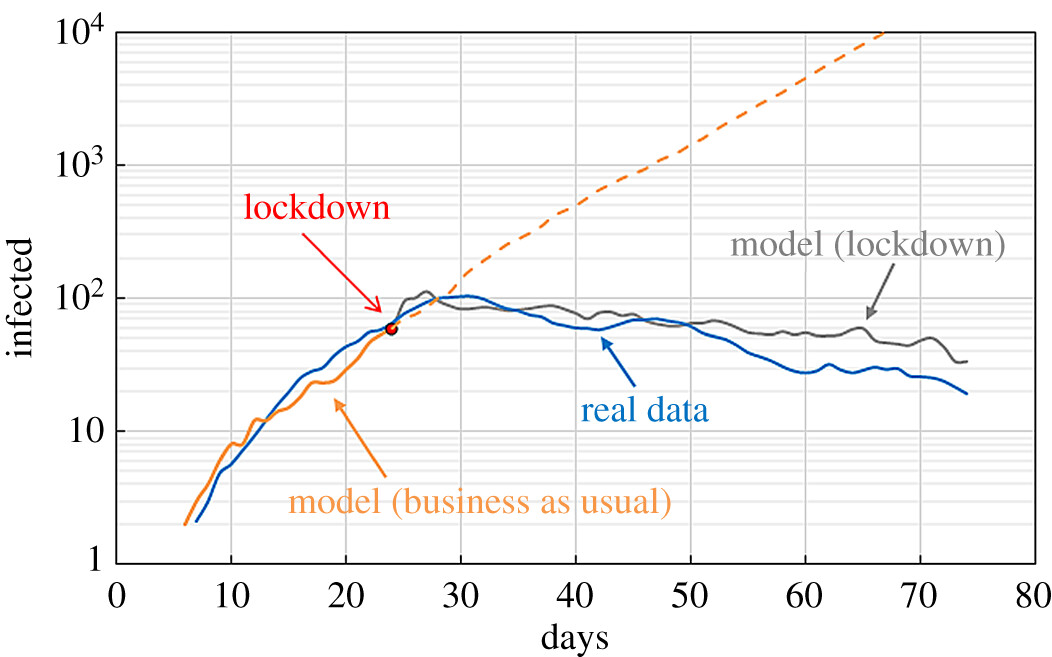 10⁴
10³
10²
10
1
infected
lockdown
model (lockdown)
real data
model (business as usual)
0 10 20 30 40 50 60 70 80
days